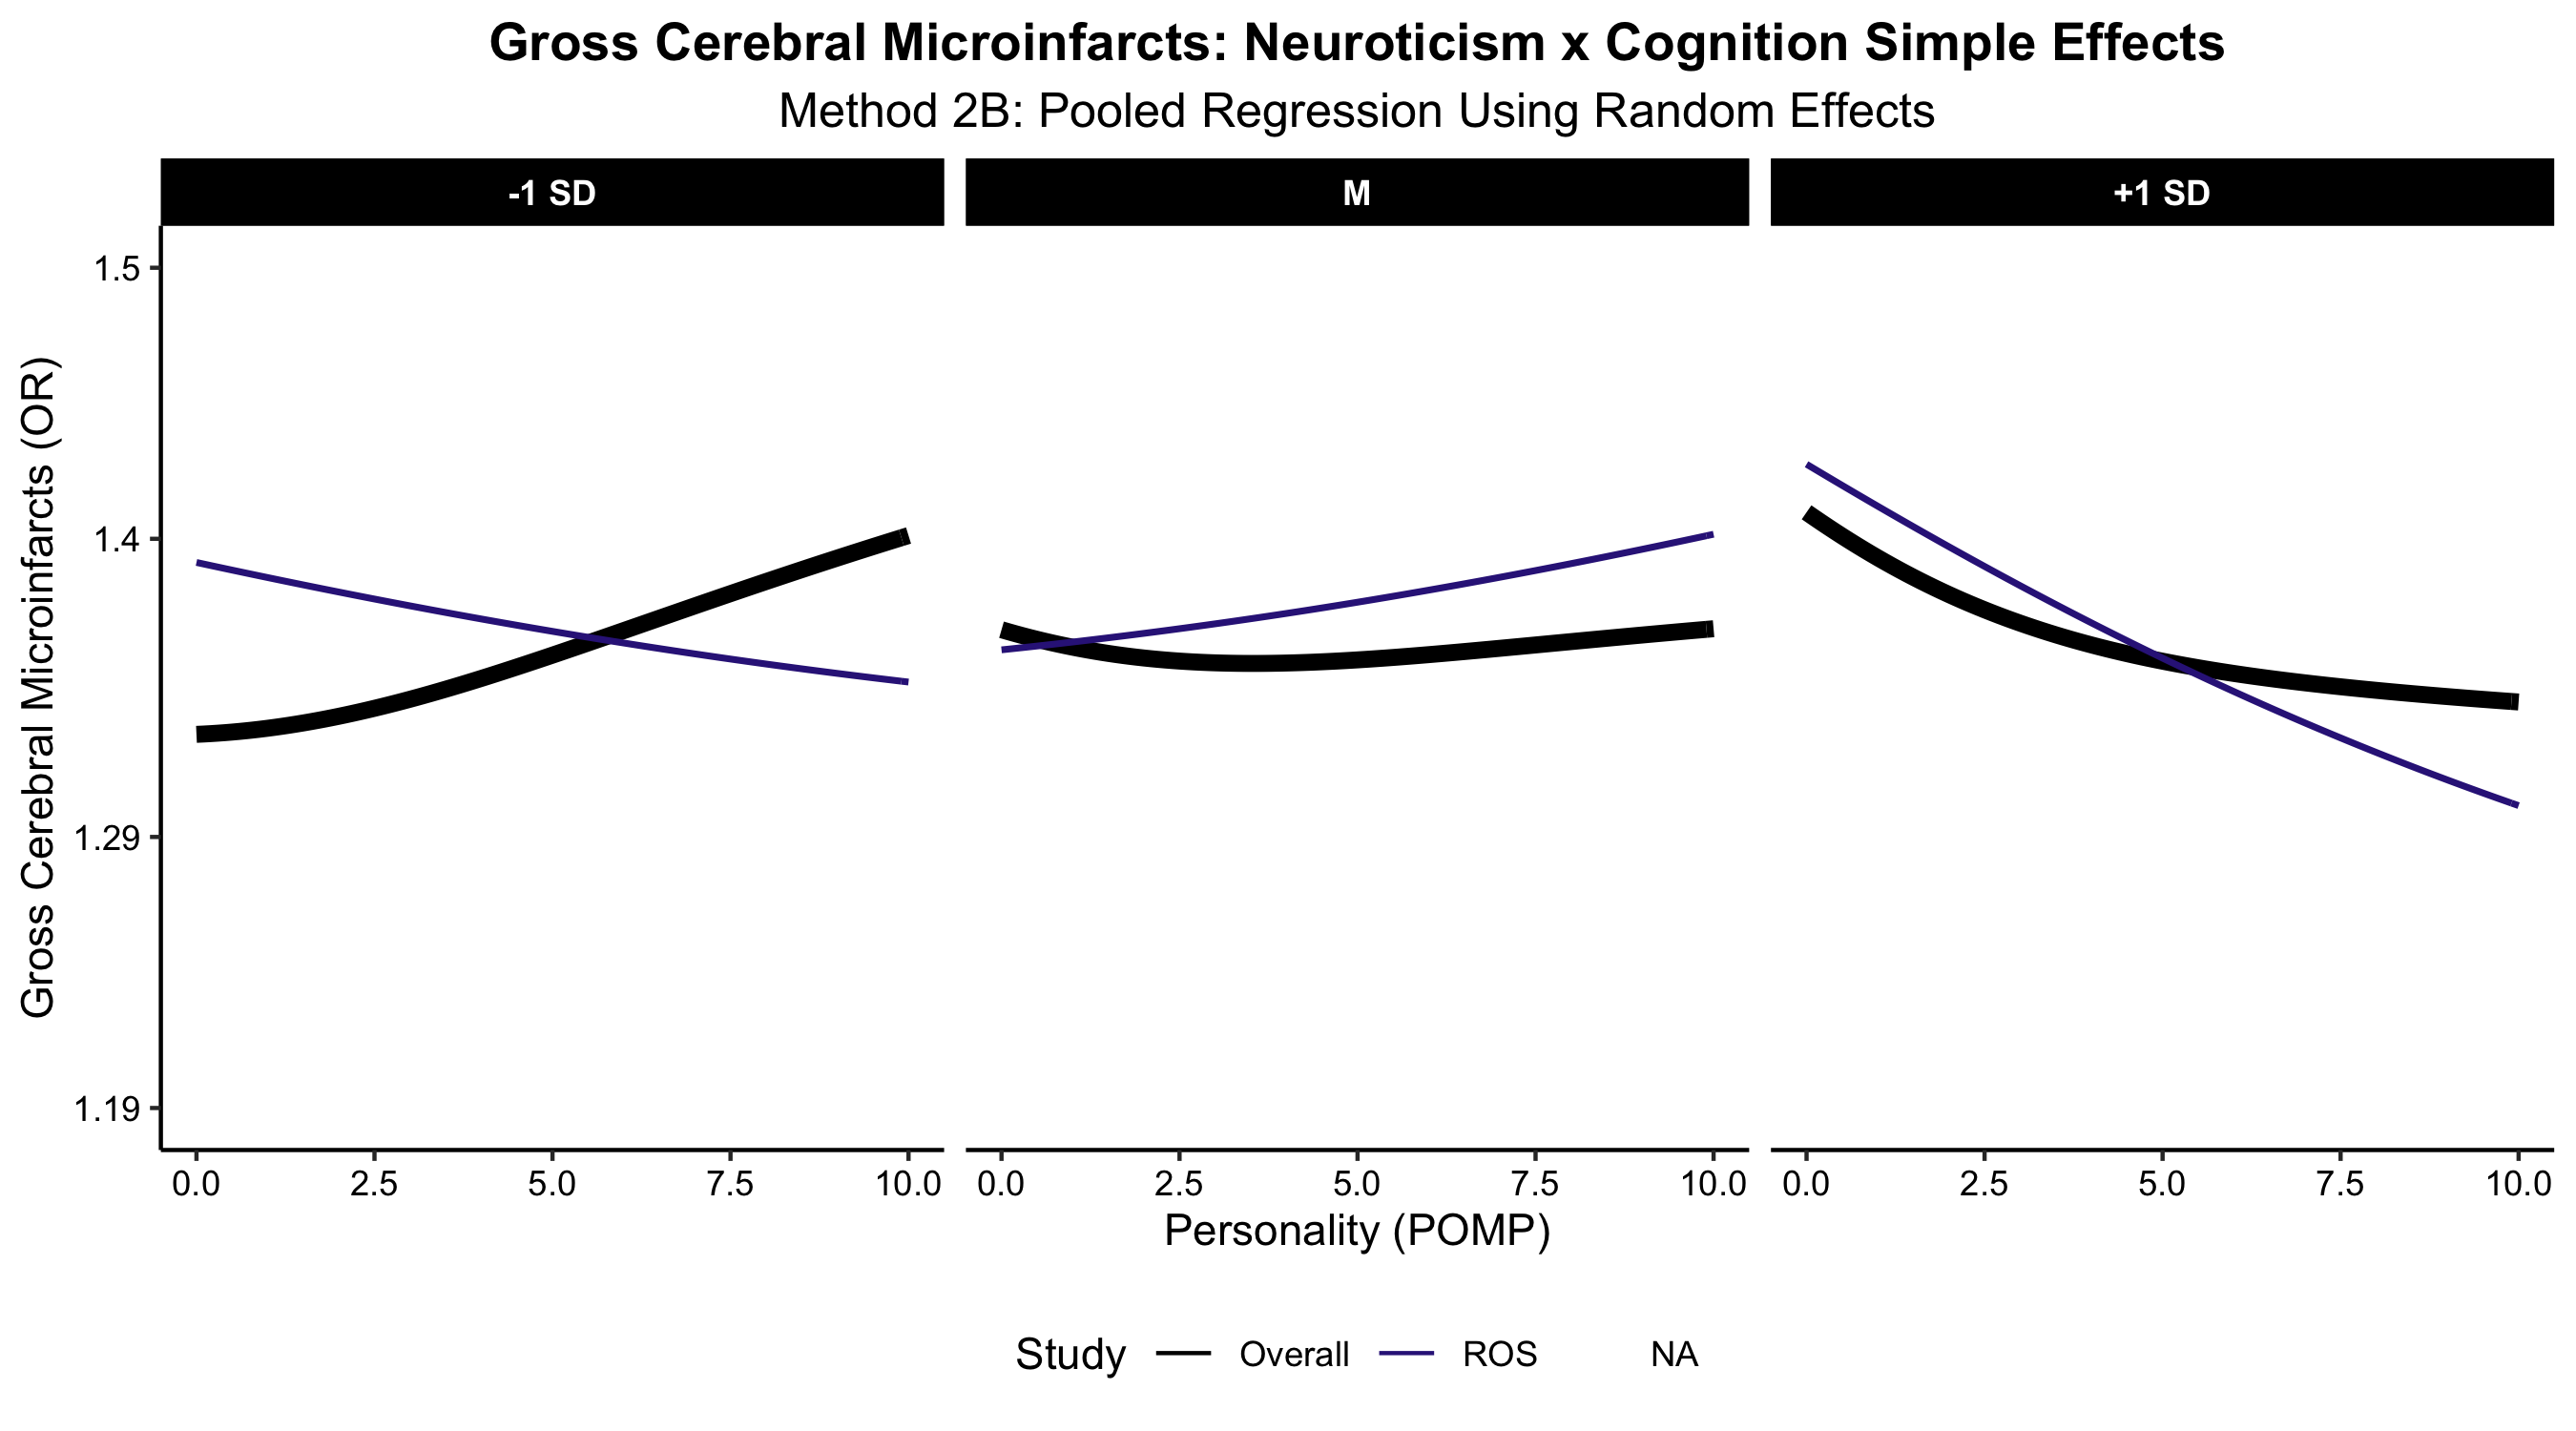 Gross Cerebral Microinfarcts: Neuroticism x Cognition Simple Effects
Method 2B: Pooled Regression Using Random Effects
-1 SD
M
+1 SD
Gross Cerebral Microinfarcts (OR)
1.5
1.4
1.29
1.19
0.0 2.5 5.0 7.5 10.0
0.0 2.5 5.0 7.5 10.0
0.0 2.5 5.0 7.5 10.0
Personality (POMP)
Study Overall ROS NA